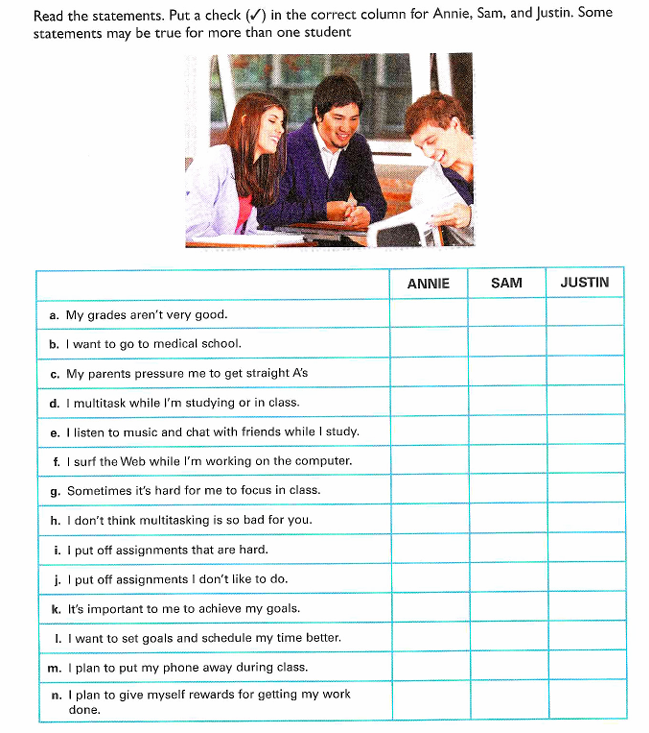 Read the statements. Put a check (✓) in the correct column for Annie, Sam, and Justin. Some
statements may be true for more than one student
ANNIE SAM JUSTIN
a. My grades aren't very good.
b. I want to go to medical school.
c. My parents pressure me to get straight A's
d. I multitask while I'm studying or in class.
e. I listen to music and chat with friends while I study.
f. I surf the Web while I'm working on the computer.
g. Sometimes it's hard for me to focus in class.
h. I don't think multitasking is so bad for you.
i. I put off assignments that are hard.
j. I put off assignments I don't like to do.
k. It's important to me to achieve my goals.
l. I want to set goals and schedule my time better.
m. I plan to put my phone away during class.
n. I plan to give myself rewards for getting my work
done.